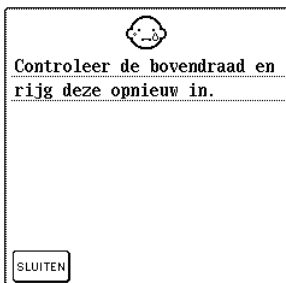 Controleer de bovendraad en
rijg deze opnieuw in.
SLUITEN